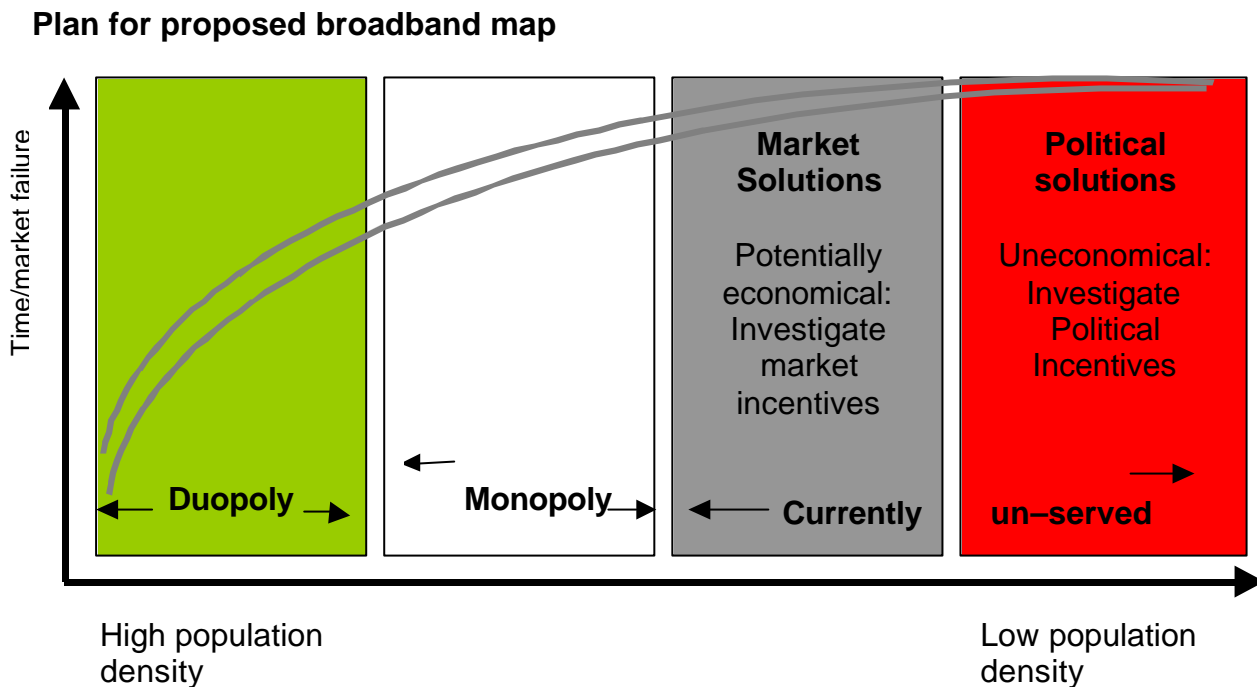 Plan for proposed broadband map
Time/market failure
Market
Solutions
Potentially
economical:
Investigate
market
incentives
Political
solutions
Uneconomical:
Investigate
Political
Incentives
Duopoly
Monopoly
Currently
un–served
High population
density
Low population
density